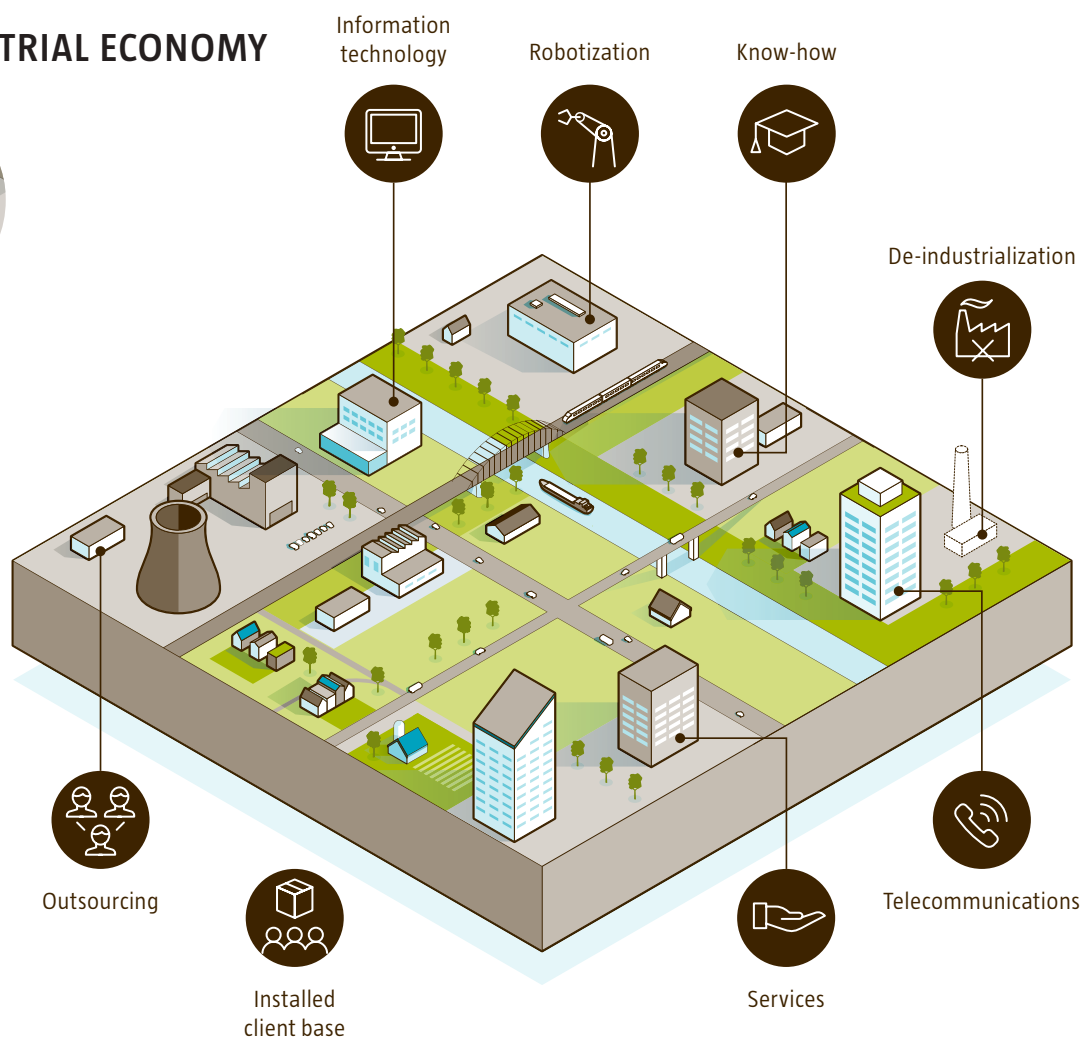 TRIAL ECONOMY
Information
technology
Robotization
Know-how
De-industrialization
Outsourcing
Installed
client base
Services
Telecommunications